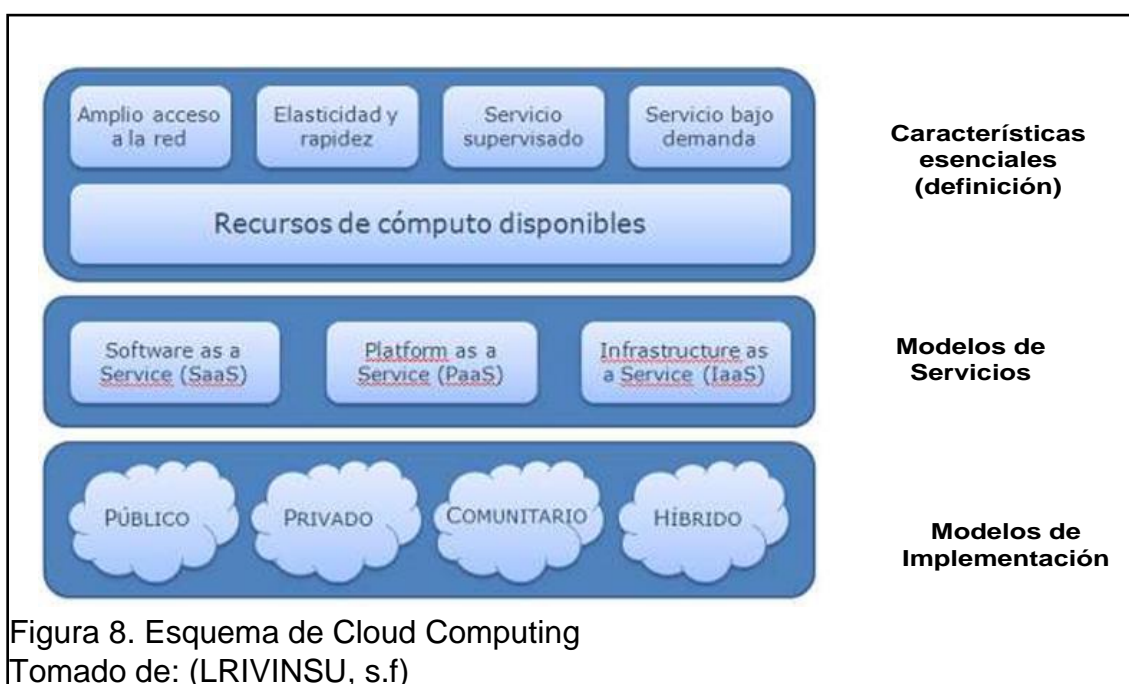 Amplio acceso
a la red
Elasticidad y
rapidez
Servicio
supervisado
Servicio bajo
demanda
Recursos de cómputo disponibles
Característísticas
esenciales
(definición)
Software as a
Service (SaaS)
Platform as a
Service (PaaS)
Infrastructure as
a Service (IaaS)
Modelos de
Servicios
PÚBLICO
PRIVADO
COMUNITARIO
HÍBRIDO
Modelos de
Implementación
Figura 8. Esquema de Cloud Computing
Tomado de: (LRIVINSU, s.f)